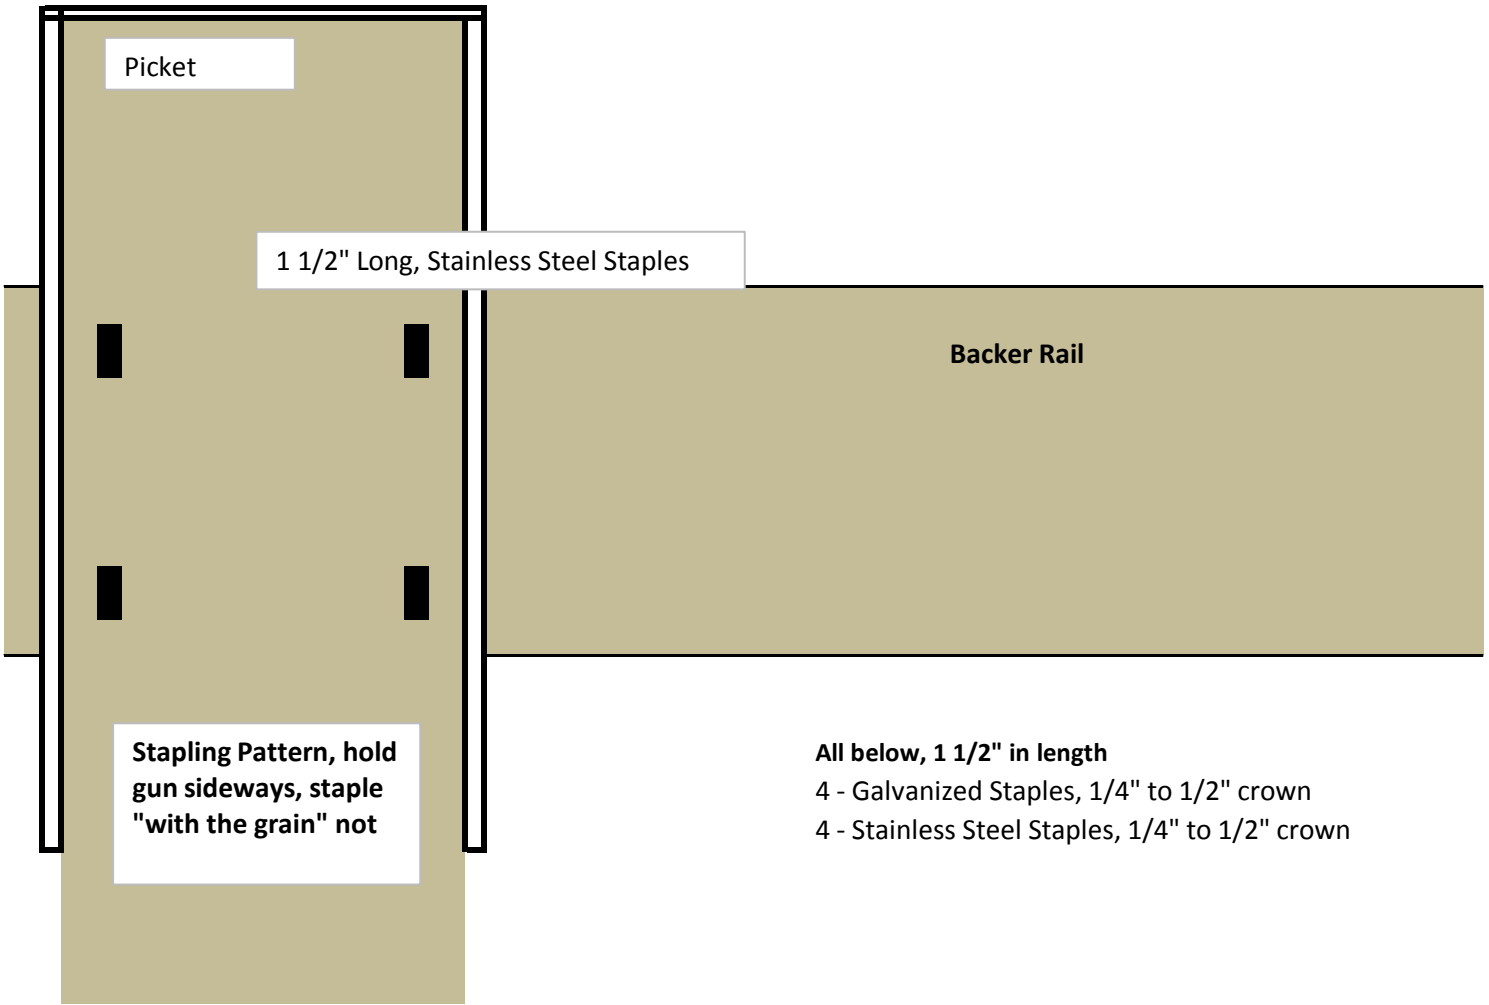 Picket
1 1/2" Long, Stainless Steel Staples
Backer Rail
Stapling Pattern, hold
gun sideways, staple
"with the grain" not
All below, 1 1/2" in length
4 - Galvanized Staples, 1/4" to 1/2" crown
4 - Stainless Steel Staples, 1/4" to 1/2" crown